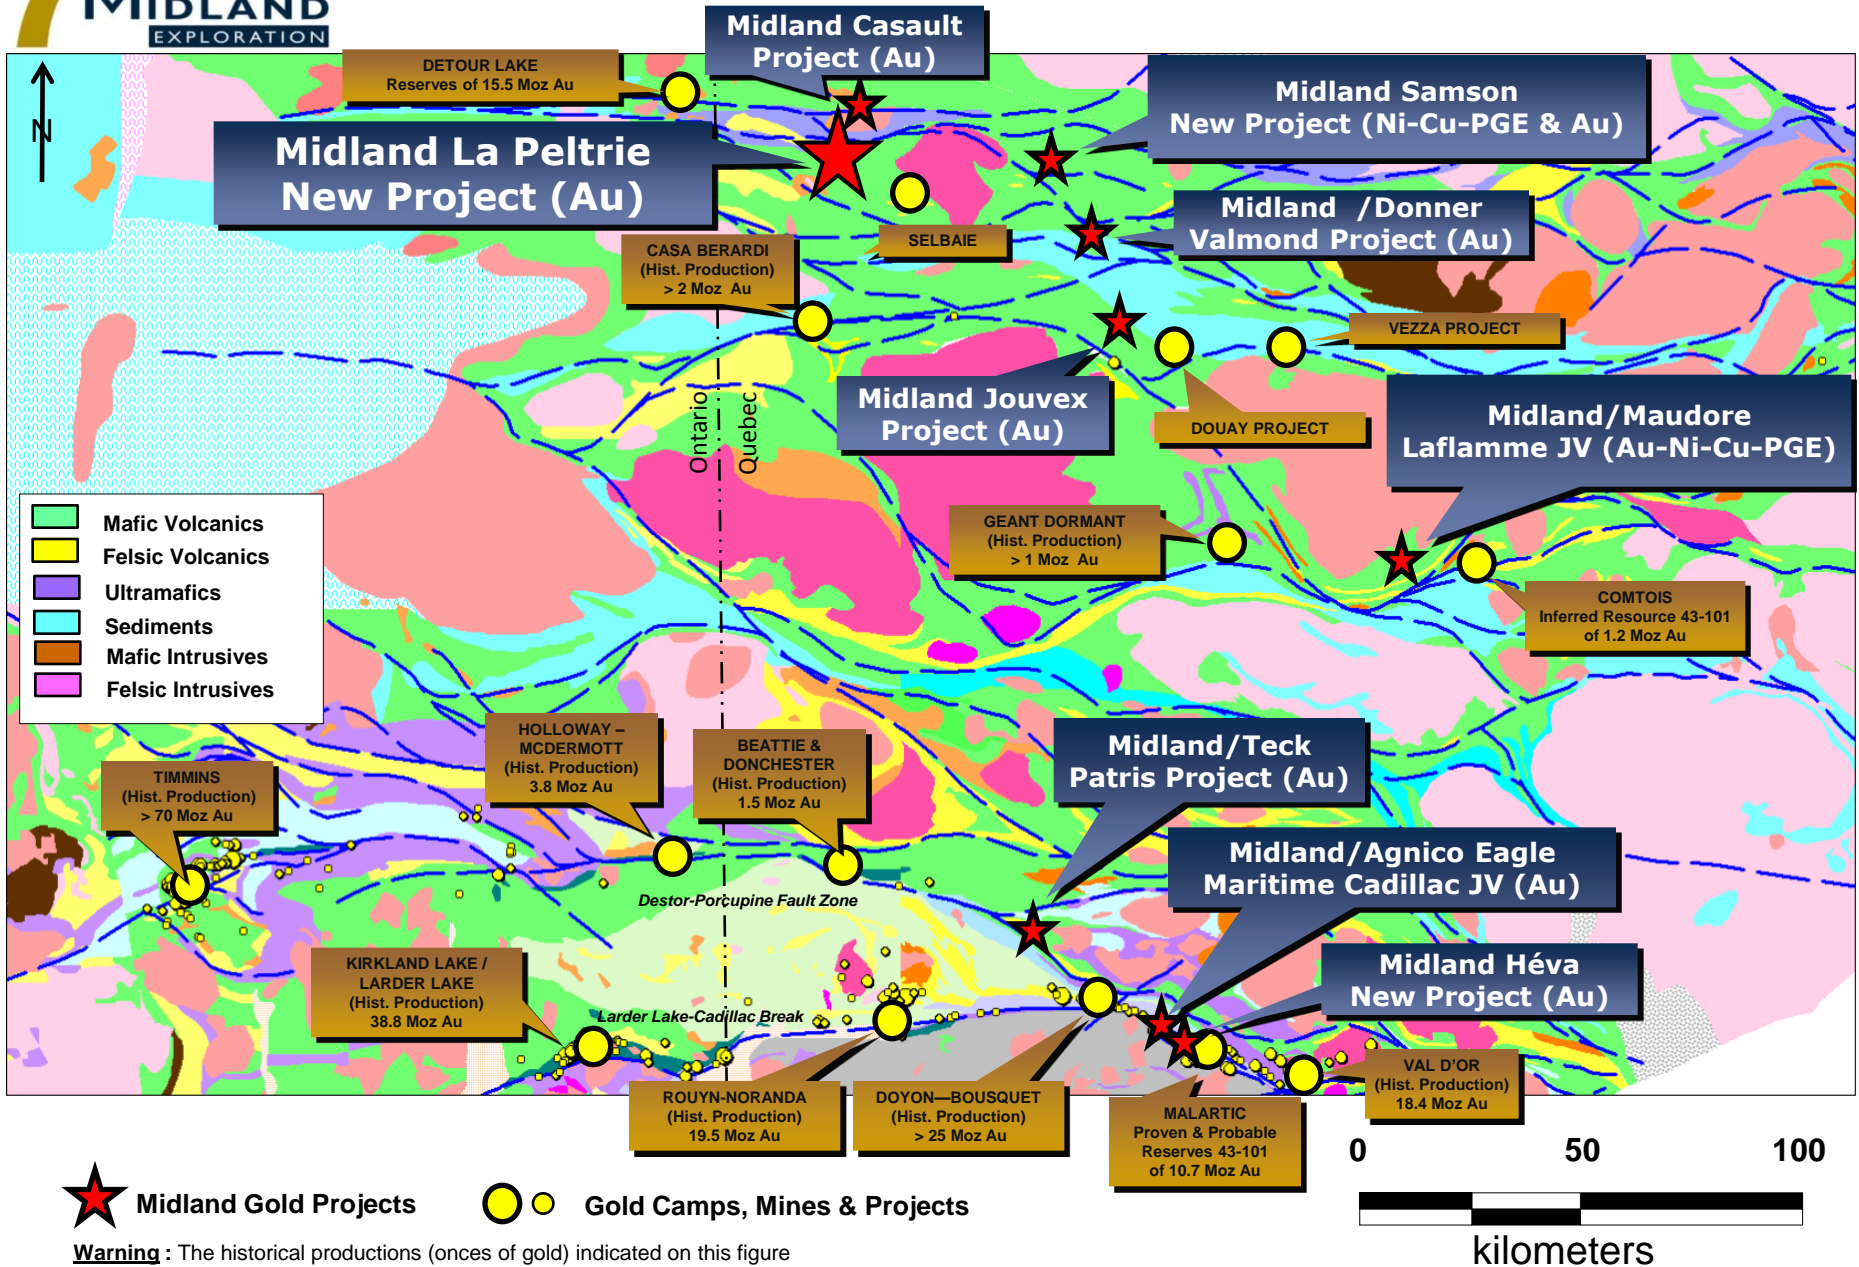 MIDLAND
EXPLORATION
Midland Casault
Project (Au)
DETOUR LAKE
Reserves of 15.5 Moz Au
Midland Samson
New Project (Ni-Cu-PGE & Au)
N
Midland La Peltrie
New Project (Au)
Midland  /Donner
Valmond Project (Au)
SELBAIE
CASA BERARDI
(Hist. Production)
> 2 Moz  Au
VEZZA PROJECT
Midland Jouvex
Project (Au)
Ontario
Quebec
DOUAY PROJECT
Midland/Maudore
Laflamme JV (Au-Ni-Cu-PGE)
Mafic Volcanics
Felsic Volcanics
Ultramafics
Sediments
Mafic Intrusives
Felsic Intrusives
GEANT DORMANT
(Hist. Production)
> 1 Moz  Au
COMTOIS
Inferred Resource 43-101
of 1.2 Moz Au
HOLLOWAY –
MCDERMOTT
(Hist. Production)
3.8 Moz Au
BEATTIE &
DONCHESTER
(Hist. Production)
1.5 Moz Au
Midland/Teck
Patris Project (Au)
TIMMINS
(Hist. Production)
> 70 Moz Au
Midland/Agnico Eagle
Maritime Cadillac JV (Au)
Destor-Porcupine Fault Zone
KIRKLAND LAKE /
LARDER LAKE
(Hist. Production)
38.8 Moz Au
Midland Héva
New Project (Au)
Larder Lake-Cadillac Break
ROUYN-NORANDA
(Hist. Production)
19.5 Moz Au
DOYON—BOUSQUET
(Hist. Production)
> 25 Moz Au
MALARTIC
Proven & Probable
Reserves 43-101
of 10.7 Moz Au
VAL D'OR
(Hist. Production)
18.4 Moz Au
0 50 100
kilometers
Midland Gold Projects
Gold Camps, Mines & Projects
Warning : The historical productions (onces of gold) indicated on this figure